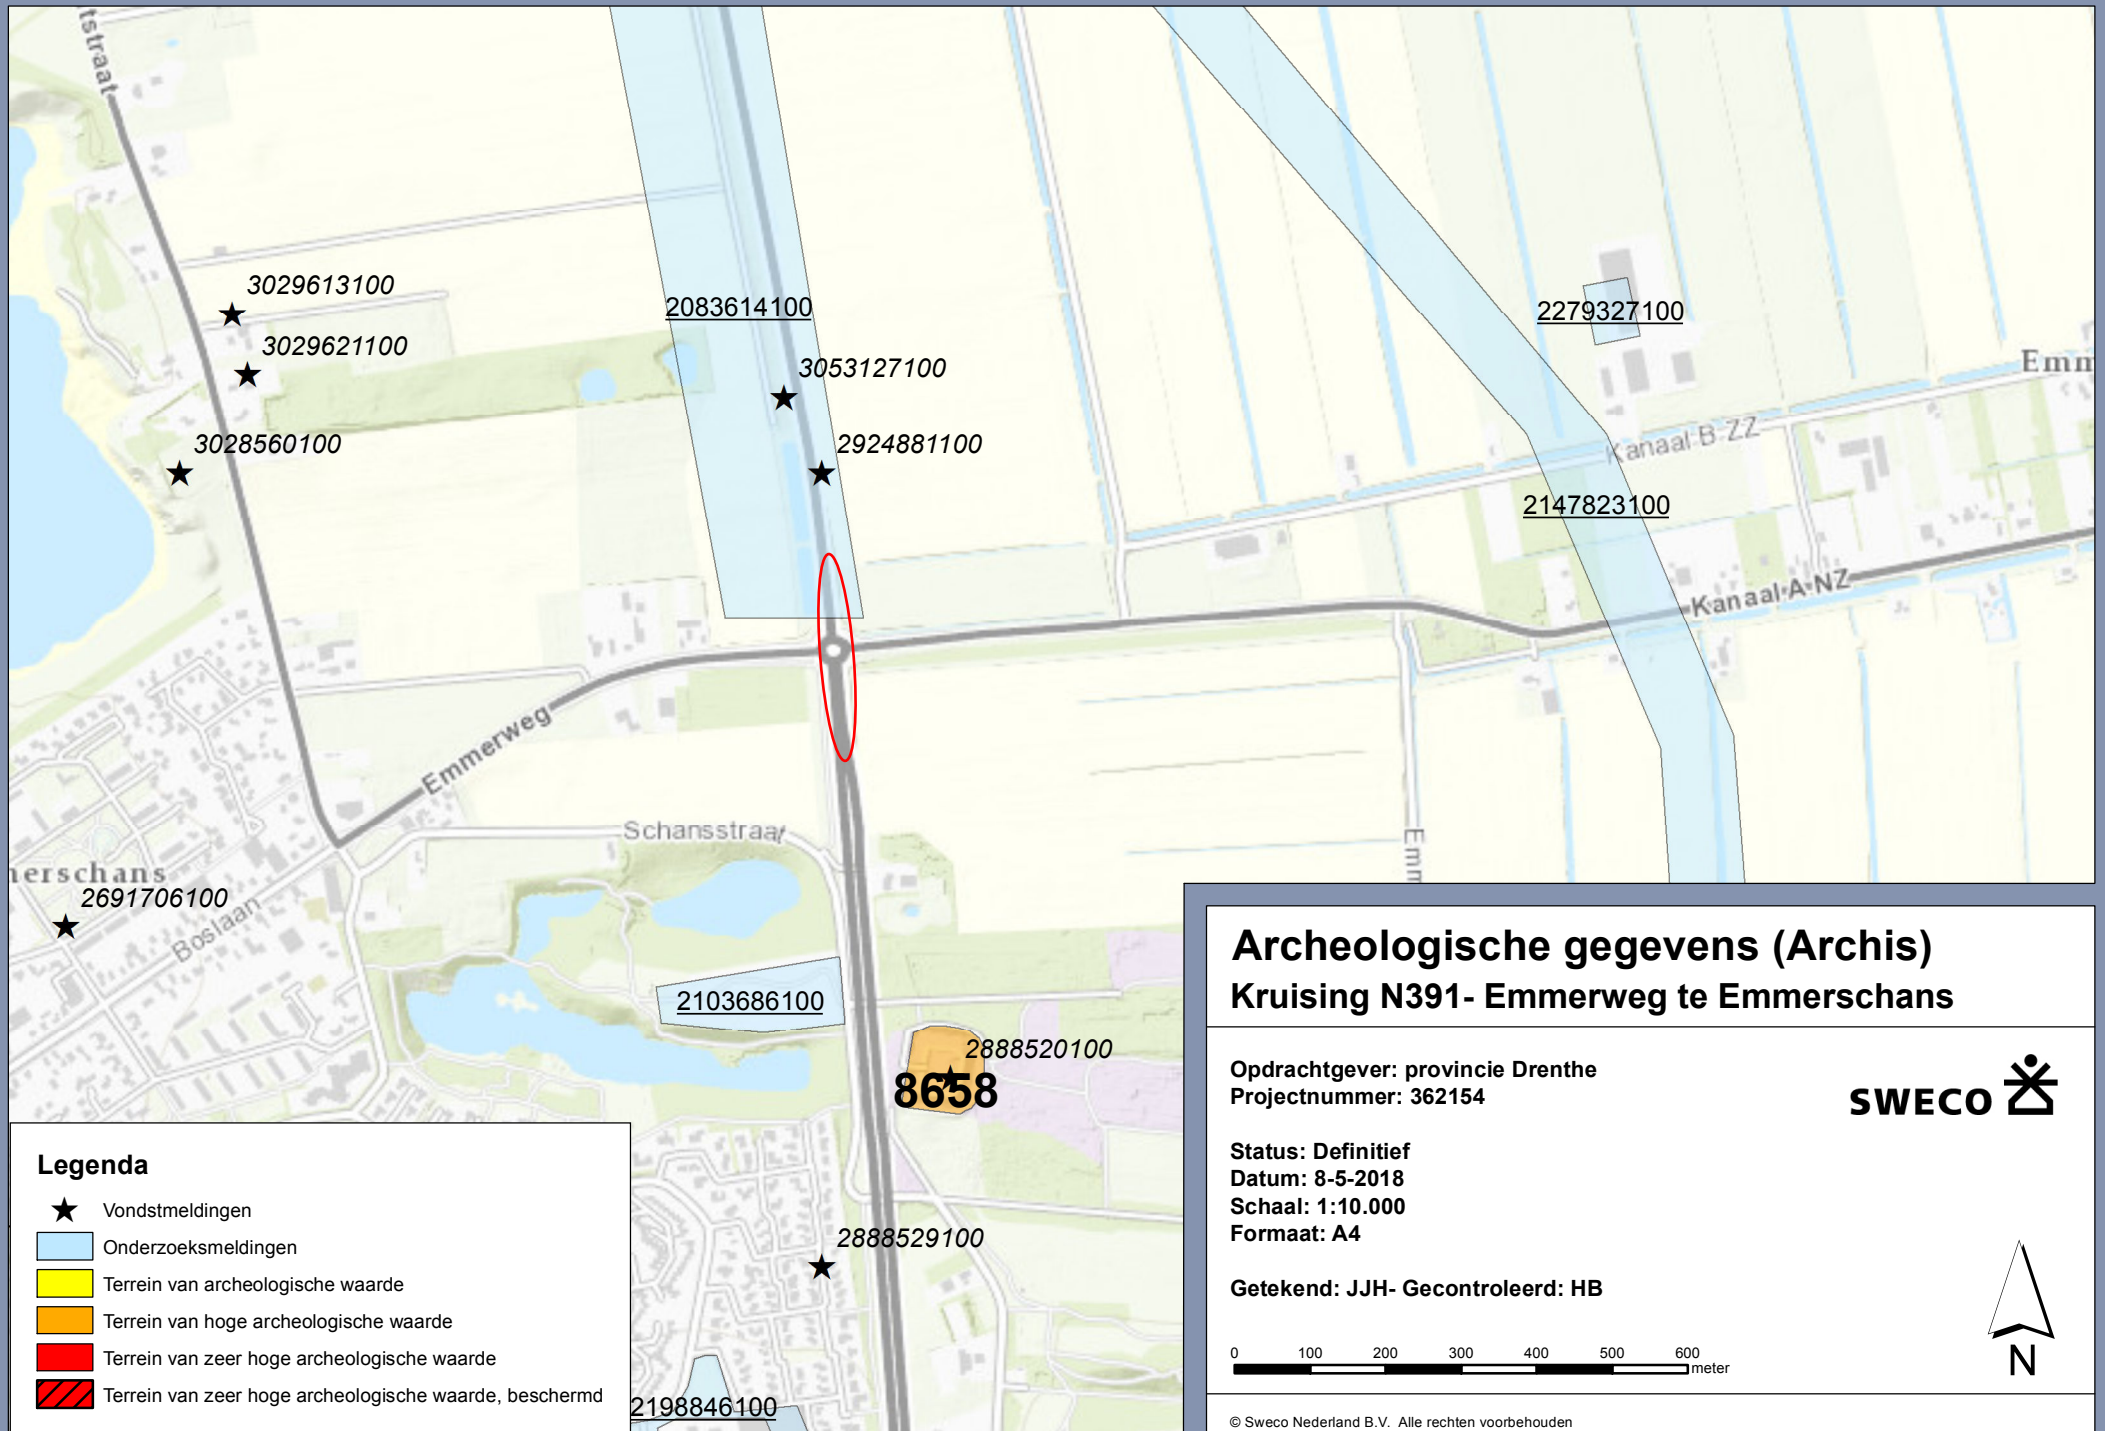 tstraat
3029613100
3029621100
3028560100
2083614100
3053127100
2924881100
2279327100
Emm
Kanaal B ZZ
2147823100
Kanaal A NZ
Emmerweg
Schansstraat
Emm
nerschans
2691706100
Boslaan
2103686100
2888520100
8658
2888529100
2198846100
Legenda
Vondstmeldingen
Onderzoeksmeldingen
Terrein van archeologische waarde
Terrein van hoge archeologische waarde
Terrein van zeer hoge archeologische waarde
Terrein van zeer hoge archeologische waarde, beschermd
Archeologische gegevens (Archis)
Kruising N391- Emmerweg te Emmerschans
Opdrachtgever: provincie Drenthe
Projectnummer: 362154
SWECO
Status: Definitief
Datum: 8-5-2018
Schaal: 1:10.000
Formaat: A4
Getekend: JJH- Gecontroleerd: HB
0 100 200 300 400 500 600
meter
N
© Sweco Nederland B.V. Alle rechten voorbehouden